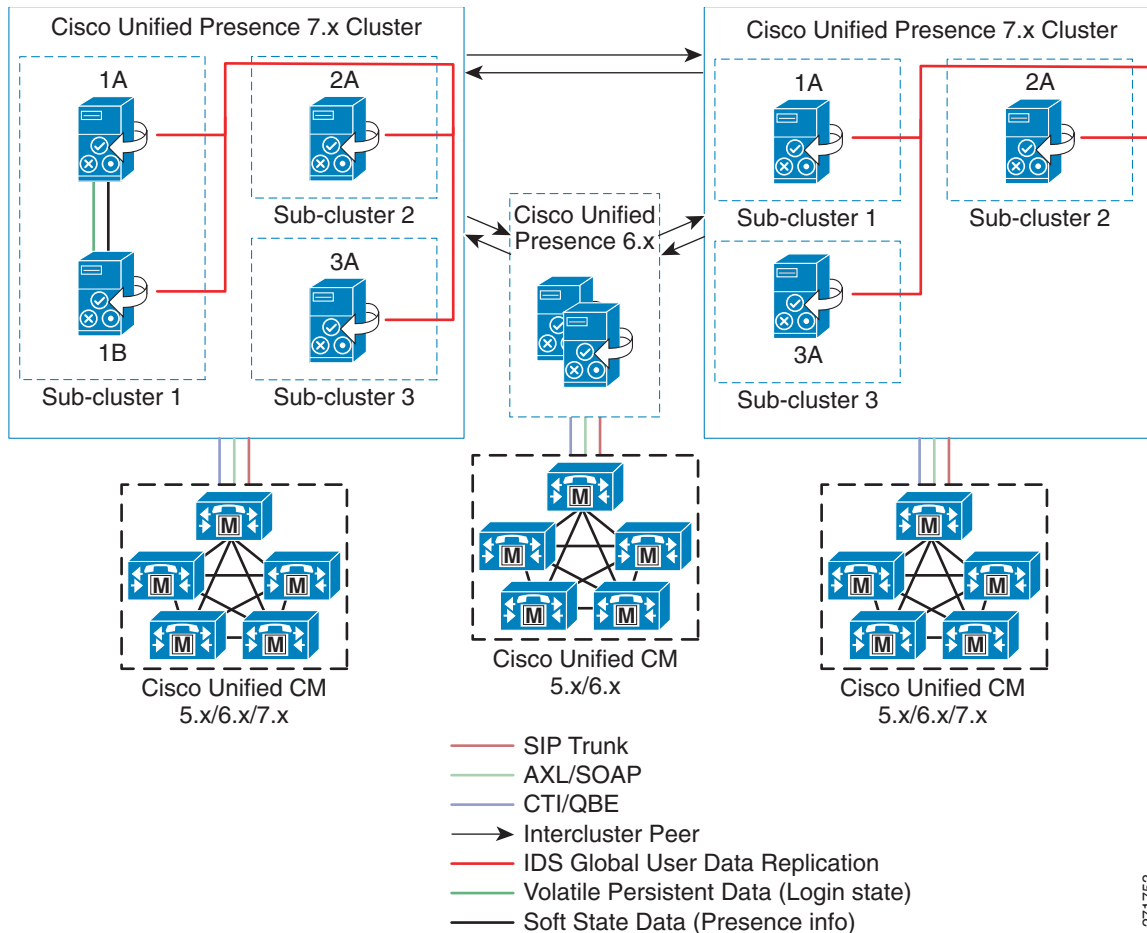 Cisco Unified Presence 7.x Cluster
1A
2A
Sub-cluster 2
3A
1B
Sub-cluster 1
Sub-cluster 3
Cisco Unified
Presence 6.x
Cisco Unified Presence 7.x Cluster
1A
2A
Sub-cluster 1
Sub-cluster 2
3A
Sub-cluster 3
M
M
M
M
M
Cisco Unified CM
5.x/6.x/7.x
M
M
M
M
M
Cisco Unified CM
5.x/6.x
M
M
M
M
M
Cisco Unified CM
5.x/6.x/7.x
SIP Trunk
AXL/SOAP
CTI/QBE
Intercluster Peer
IDS Global User Data Replication
Volatile Persistent Data (Login state)
Soft State Data (Presence info)